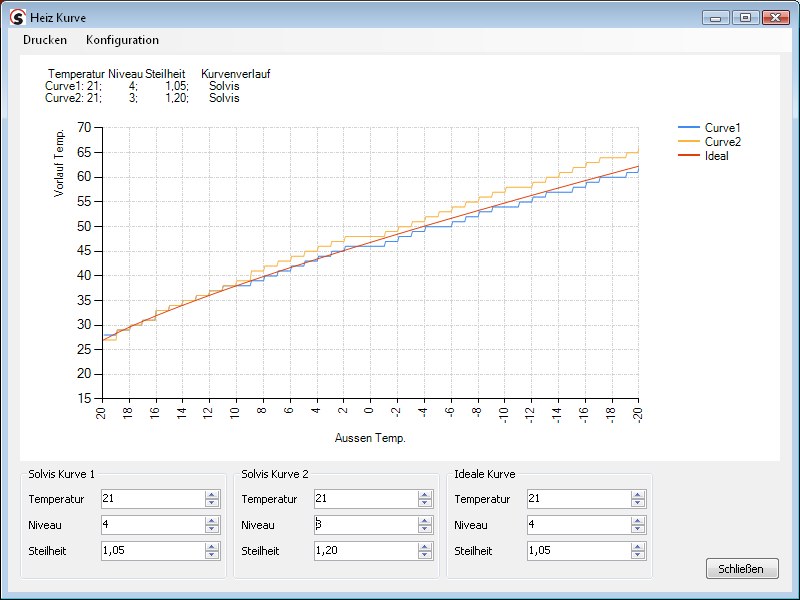 Heiz Kurve
Drucken Konfiguration
Temperatur Niveau Steilheit Kurvenverlauf
Curve1: 21; 4; 1,05; Solvis
Curve2: 21; 3; 1,20; Solvis
Vorlauf Temp.
70
65
60
55
50
45
40
35
30
25
20
15
20 18 16 14 12 10 8 6 4 2 0 -2 -4 -6 -8 -10 -12 -14 -16 -18 -20
Aussen Temp.
Curve1
Curve2
Ideal
Solvis Kurve 1
Temperatur 21
Niveau 4
Steilheit 1,05
Solvis Kurve 2
Temperatur 21
Niveau 3
Steilheit 1,20
Ideale Kurve
Temperatur 21
Niveau 4
Steilheit 1,05
Schließen